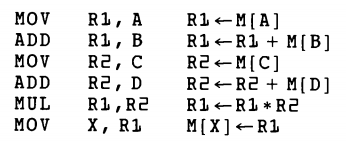 MOV R1, A R1←M[A]
ADD R1, B R1←R1 + M[B]
MOV R2, C R2←M[C]
ADD R2, D R2←R2 + M[D]
MUL R1,R2 R1←R1*R2
MOV X, R1 M[X]←R1